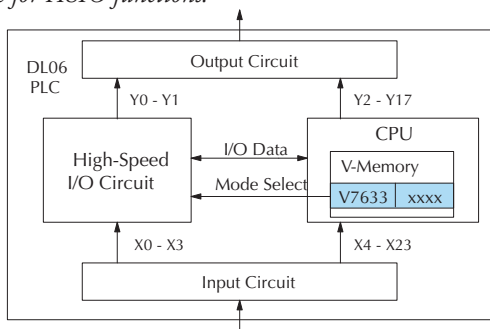 for HSIO functions.
Output Circuit
DL06
PLC
Y0 - Y1
Y2 - Y17
High-Speed
I/O Circuit
I/O Data
Mode Select
CPU
V-Memory
V7633
xxxx
X0 - X3
X4 - X23
Input Circuit